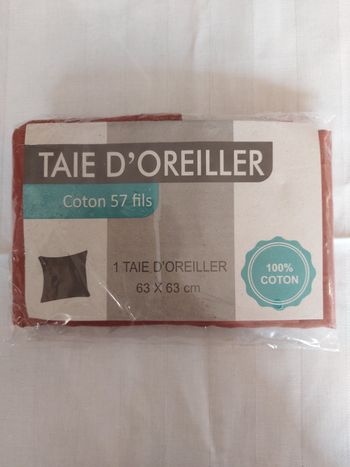 TAIE D'OREILLER
Coton 57 fils
1 TAIE D'OREILLER
63 X 63 cm
100%
COTON